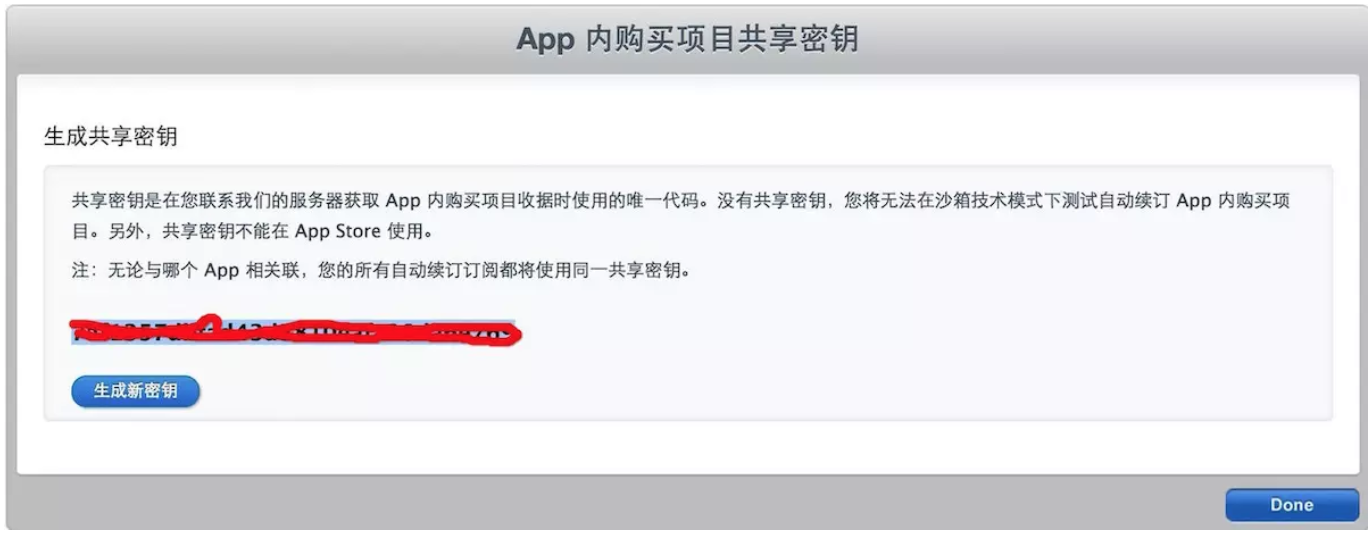 App 内购买项目共享密钥
生成共享密钥
共享密钥是在您联系我们的服务器获取 App 内购买项目收据时使用的唯一代码。没有共享密钥，您将无法在沙箱技术模式下测试自动续订 App 内购买项
目。另外，共享密钥不能在 App Store 使用。
注：无论与哪个 App 相关联，您的所有自动续订订阅都将使用同一共享密钥。
生成新密钥
Done